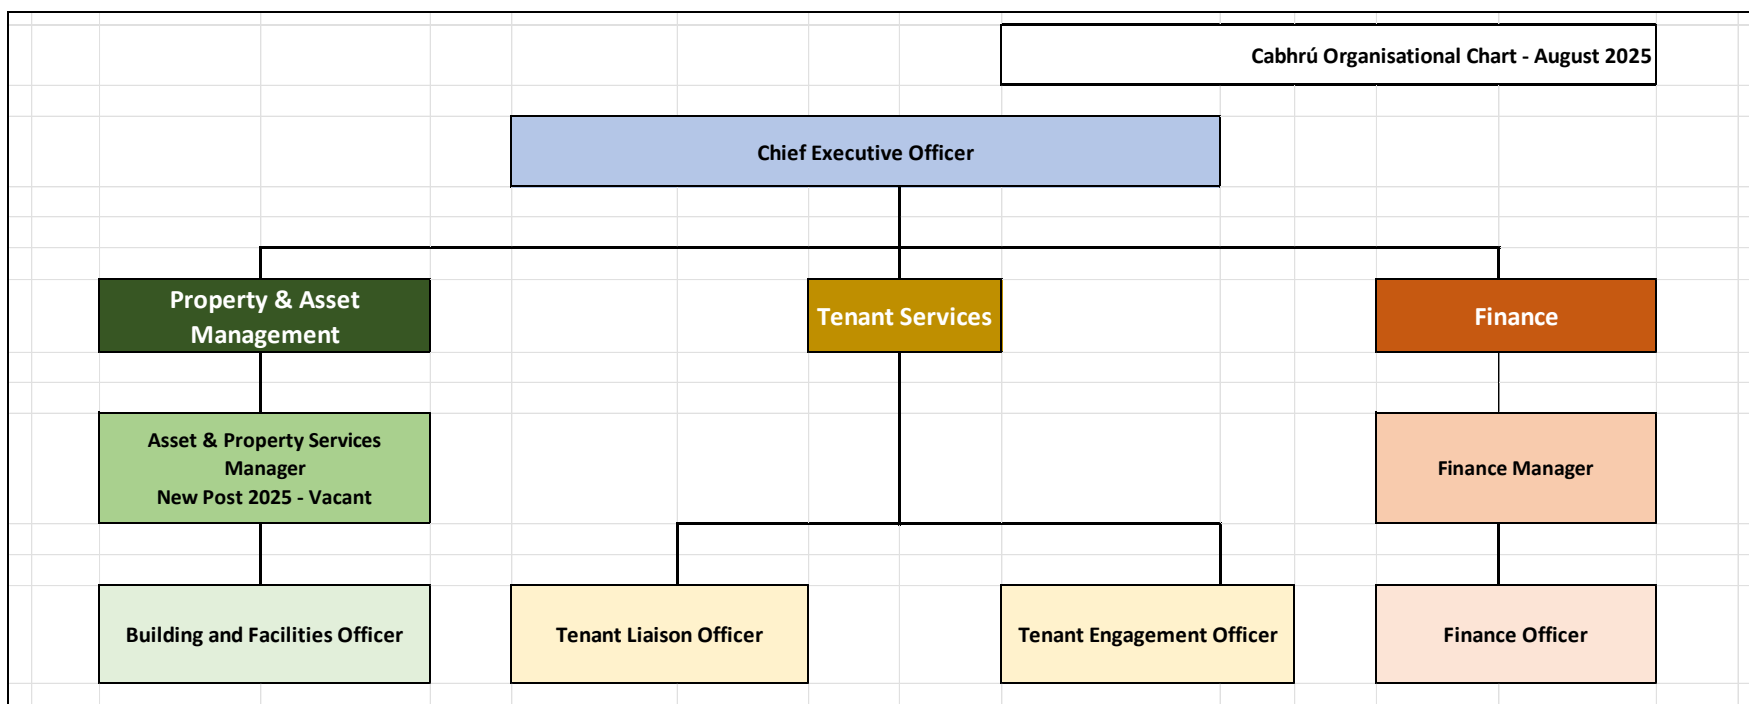 Cabhrú Organisational Chart - August 2025
Chief Executive Officer
Property & Asset
Management
Tenant Services
Finance
Asset & Property Services
Manager
New Post 2025 - Vacant
Finance Manager
Building and Facilities Officer
Tenant Liaison Officer
Tenant Engagement Officer
Finance Officer